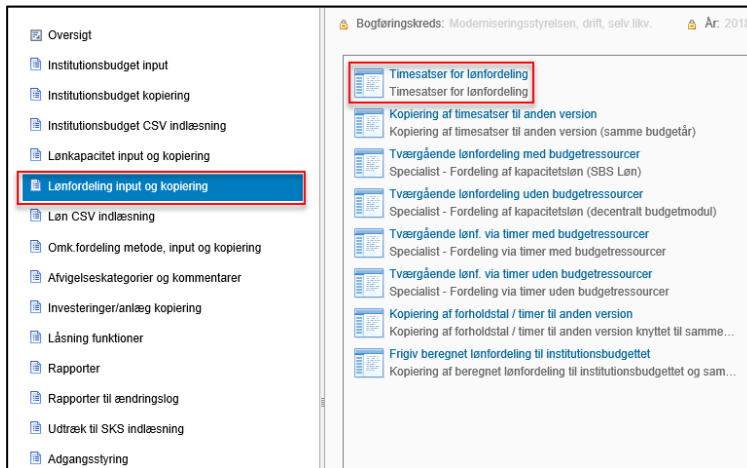 Oversigt
Institutionsbudget input
Institutionsbudget kopiering
Institutionsbudget CSV indlæsning
Lønkapacitet input og kopiering
Lønfordeling input og kopiering
Løn CSV indlæsning
Omk.fordeling metode, input og kopiering
Afvigelseskategorier og kommentarer
Investeringer/anlæg kopiering
Låsning funktioner
Rapporter
Rapporter til ændringslog
Udtræk til SKS indlæsning
Adgangsstyring
Bogføringskreds: Moderniseringsstyrelsen, drift, selv.likv. År: 2018
Timesatser for lønfordeling
Timesatser for lønfordeling
Kopiering af timesatser til anden version
Kopiering af timesatser til anden version (samme budgetår)
Tværgående lønfordeling med budgetressourcer
Specialist - Fordeling af kapacitetsløn (SBS Løn)
Tværgående lønfordeling uden budgetressourcer
Specialist - Fordeling af kapacitetsløn (decentralt budgetmodul)
Tværgående lønf. via timer med budgetressourcer
Specialist - Fordeling via timer med budgetressourcer
Tværgående lønf. via timer uden budgetressourcer
Specialist - Fordeling via timer uden budgetressourcer
Kopiering af forholdstal / timer til anden version
Kopiering af forholdstal / timer til anden version knyttet til samme...
Frigiv beregnet lønfordeling til institutionsbudgettet
Kopiering af beregnet lønfordeling til institutionsbudgettet og sam...